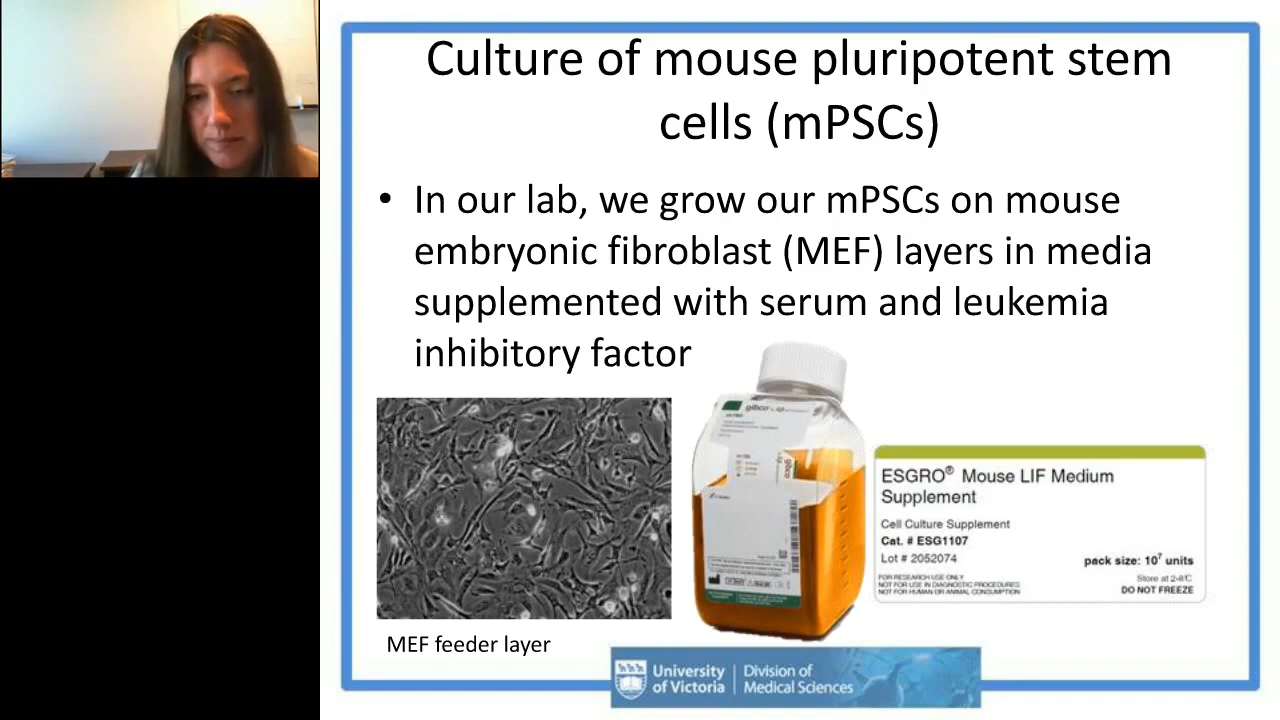 Culture of mouse pluripotent stem
cells (mPSCs)
• In our lab, we grow our mPSCs on mouse
embryonic fibroblast (MEF) layers in media
supplemented with serum and leukemia
inhibitory factor
gibco
ESGRO® Mouse LIF Medium
Supplement
Cell Culture Supplement
Cat. # ESG1107
Lot # 2052074
pack size: 10⁷ units
FOR RESEARCH USE ONLY
NOT FOR USE IN DIAGNOSTIC PROCEDURES
NOT FOR HUMAN OR ANIMAL CONSUMPTION
Store at 2-8°C
DO NOT FREEZE
MEF feeder layer
University
of Victoria
Division of
Medical Sciences